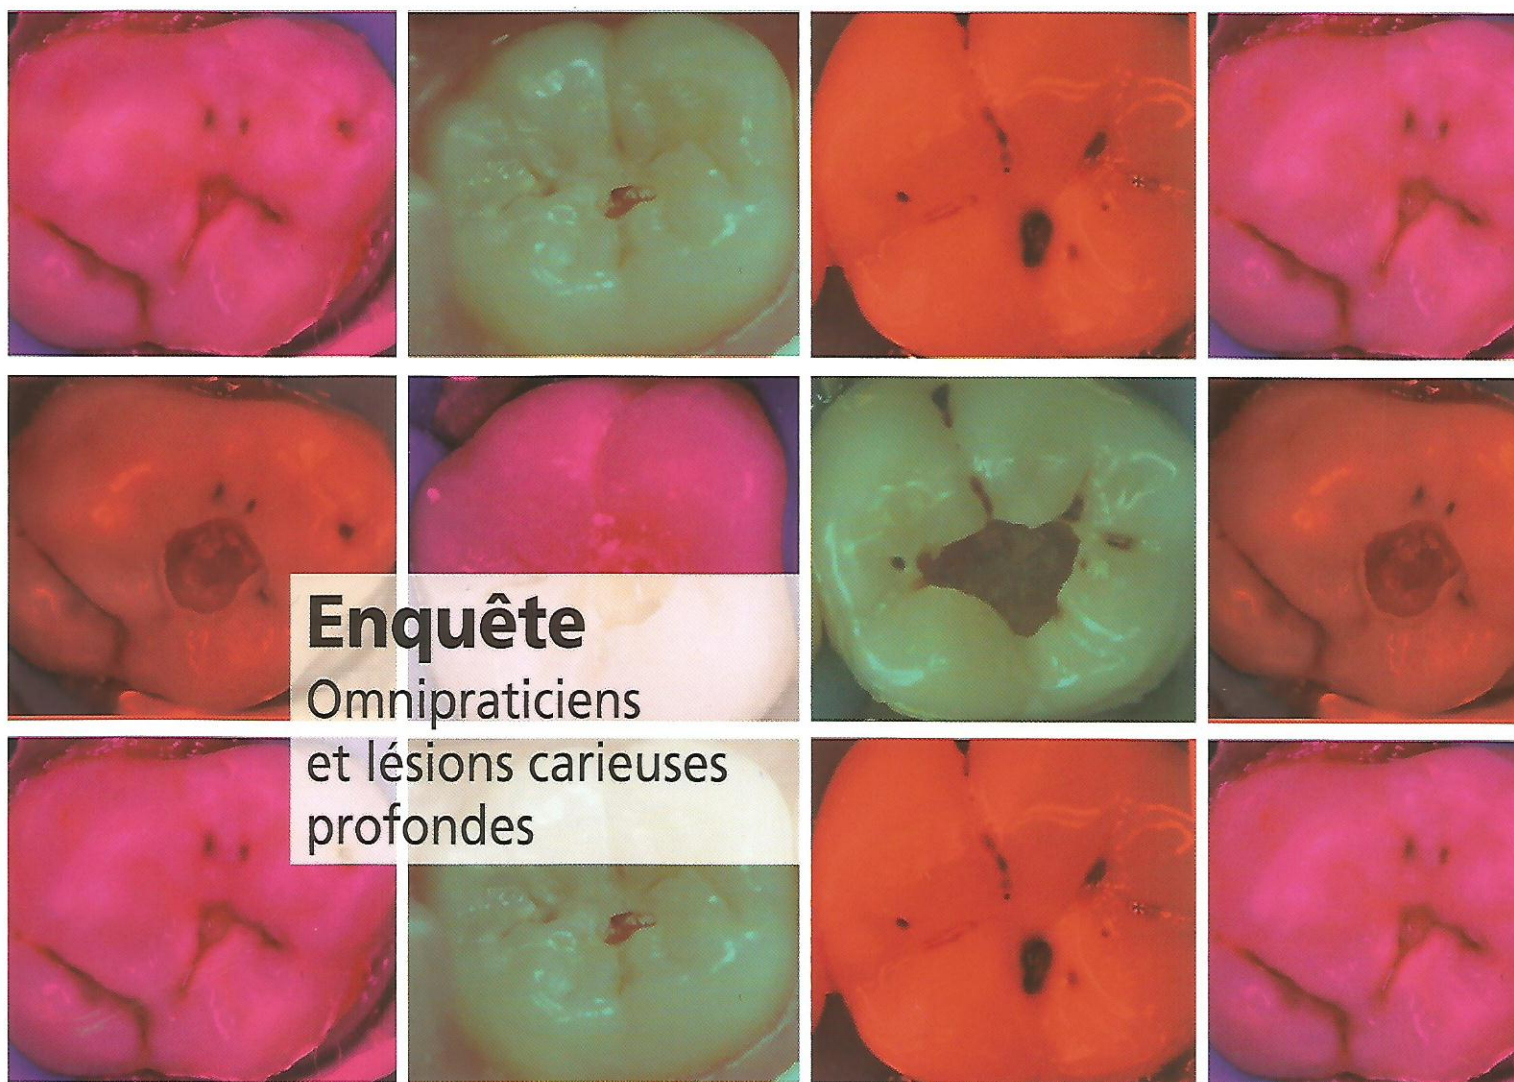 Enquête
Omnipraticiens
et lésions carieuses
profondes